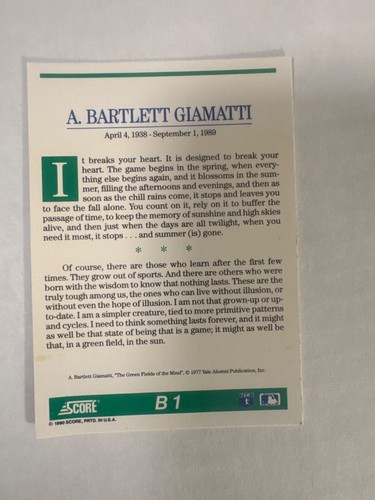 A. BARTLETT GIAMATTI
April 4, 1938 - September 1, 1989
It breaks your heart. It is designed to break your
heart. The game begins in the spring, when every-
thing else begins again, and it blossoms in the sum-
mer, filling the afternoons and evenings, and then as
soon as the chill rains come, it stops and leaves you
to face the fall alone. You count on it, rely on it to buffer the
passage of time, to keep the memory of sunshine and high skies
alive, and then just when the days are all twilight, when you
need it most, it stops . . . and summer (is) gone.
* * *
Of course, there are those who learn after the first few
times. They grow out of sports. And there are others who were
born with the wisdom to know that nothing lasts. These are the
truly tough among us, the ones who can live without illusion, or
without even the hope of illusion. I am not that grown-up or up-
to-date. I am a simpler creature, tied to more primitive patterns
and cycles. I need to think something lasts forever, and it might
as well be that state of being that is a game; it might as well be
that, in a green field, in the sun.
A. Bartlett Giamatti, "The Green Fields of the Mind", © 1977 Yale Alumni Publication, Inc.
SCORE B1
© 1990 SCORE, PRTD. IN U.S.A.